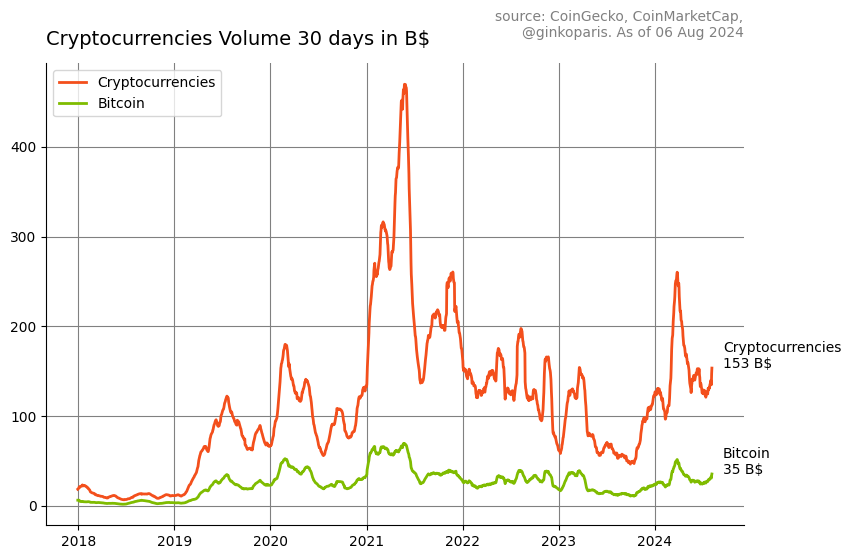 source: CoinGecko, CoinMarketCap,
@ginkoparis. As of 06 Aug 2024
Cryptocurrencies Volume 30 days in B$
Cryptocurrencies
Bitcoin
400
300
200
100
0
Cryptocurrencies
153 B$
Bitcoin
35 B$
2018 2019 2020 2021 2022 2023 2024